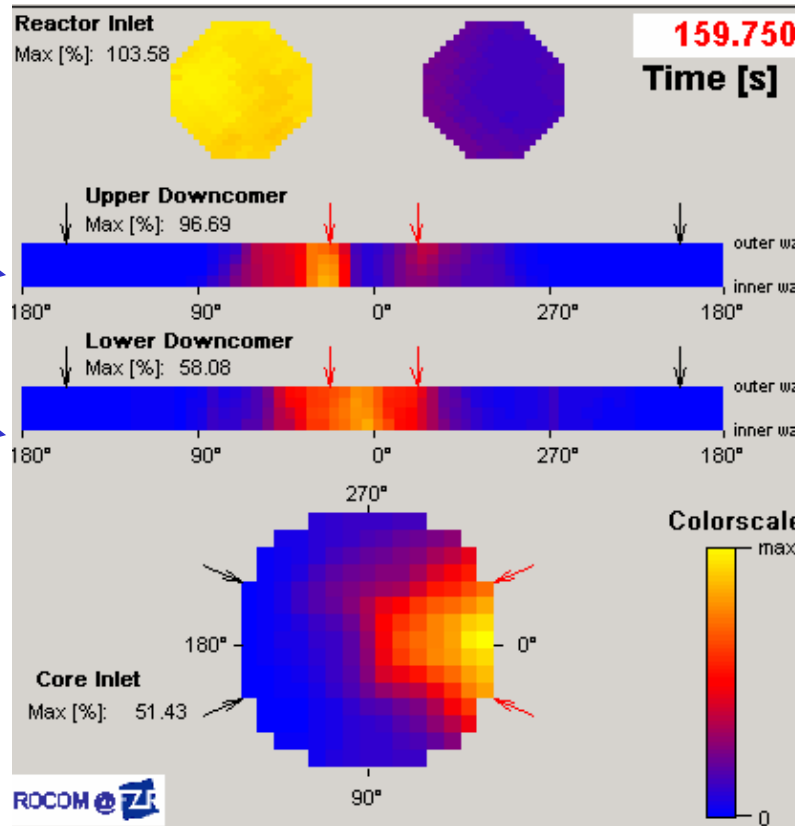 Reactor Inlet
Max [%]: 103.58
159.750
Time [s]
Upper Downcomer
Max [%]: 96.69
outer wa
inner wa
180° 90° 0° 270° 180°
Lower Downcomer
Max [%]: 58.08
outer wa
inner wa
180° 90° 0° 270° 180°
270°
Colorscale
max
180° 0°
Core Inlet
Max [%]: 51.43
90°
0
ROCOM @ FZR